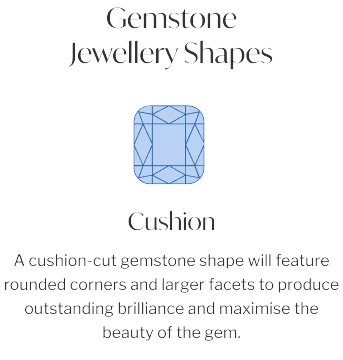 Gemstone
Jewellery Shapes
Cushion
A cushion-cut gemstone shape will feature
rounded corners and larger facets to produce
outstanding brilliance and maximise the
beauty of the gem.